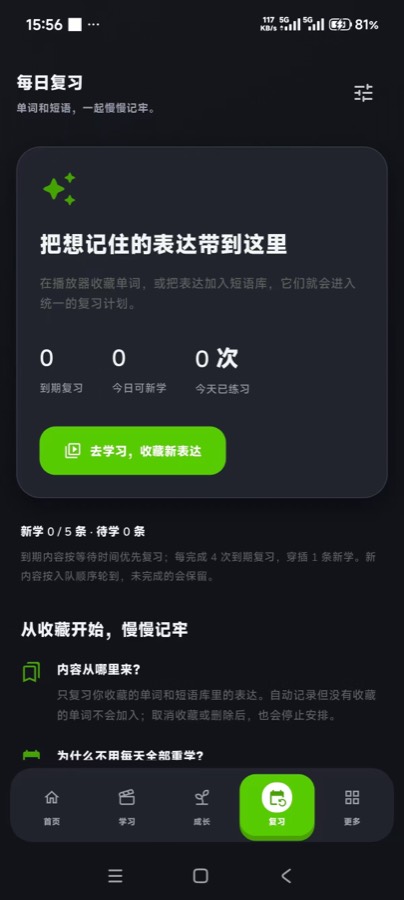 15:56 ···
117 KB/s 5G 5G 81%
每日复习
单词和短语，一起慢慢记牢。
把想记住的表达带到这里
在播放器收藏单词，或把表达加入短语库，它们就会进入
统一的复习计划。
0 0 0 次
到期复习 今日可新学 今天已练习
去学习，收藏新表达
新学 0 / 5 条 · 待学 0 条
到期内容按等待时间优先复习；每完成 4 次到期复习，穿插 1 条新学。新
内容按入队顺序轮到，未完成的会保留。
从收藏开始，慢慢记牢
内容从哪里来？
只复习你收藏的单词和短语库里的表达。自动记录但没有收藏
的单词不会加入；取消收藏或删除后，也会停止安排。
为什么不用每天全部重学？
首页 学习 成长 复习 更多